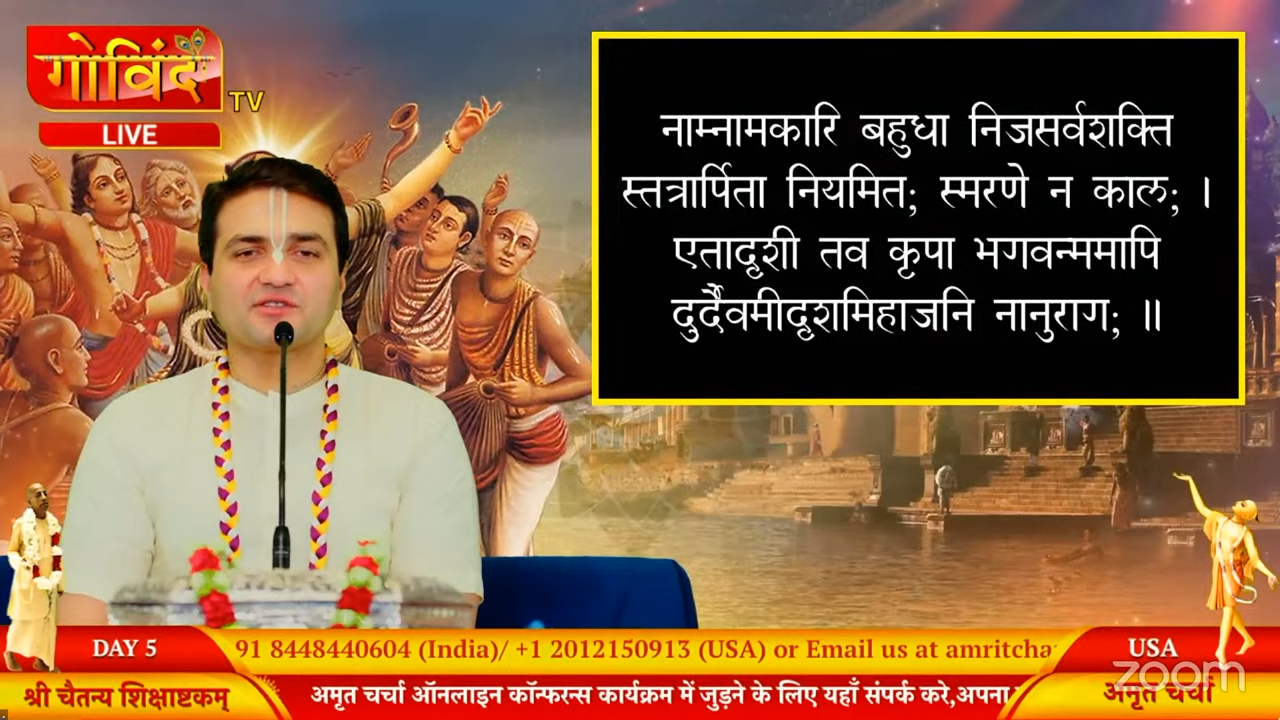 गोविंद
TV
LIVE
नाम्नामकारि बहुधा निजसर्वशक्ति
स्तत्रार्पिता नियमित; स्मरणे न काल; ।
एतादृशी तव कृपा भगवन्ममापि
दुर्दैवमीदृशमिहाजनि नानुराग; ॥
DAY 5
91 8448440604 (India)/ +1 2012150913 (USA) or Email us at amritcha
USA
zoom
श्री चैतन्य शिक्षाष्टकम्
अमृत चर्चा ऑनलाइन कॉन्फरन्स कार्यक्रम में जुड़ने के लिए यहाँ संपर्क करे,अपना
अमृत चर्चा